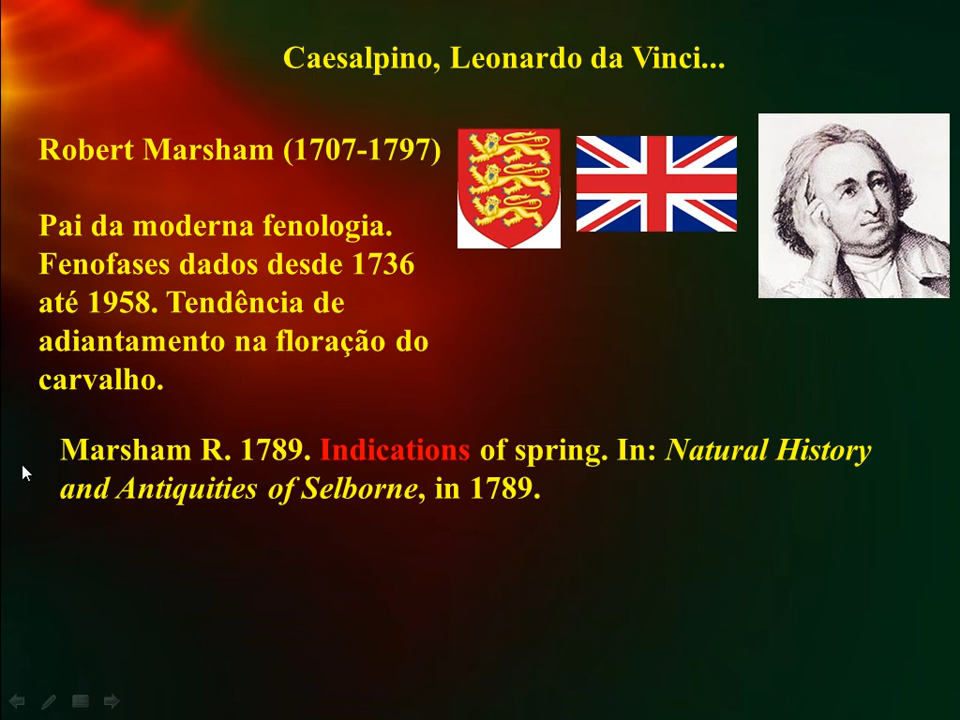 Caesalpino, Leonardo da Vinci...
Robert Marsham (1707-1797)
Pai da moderna fenologia.
Fenofases dados desde 1736
até 1958. Tendência de
adiantamento na floração do
carvalho.
Marsham R. 1789. Indications of spring. In: Natural History
and Antiquities of Selborne, in 1789.